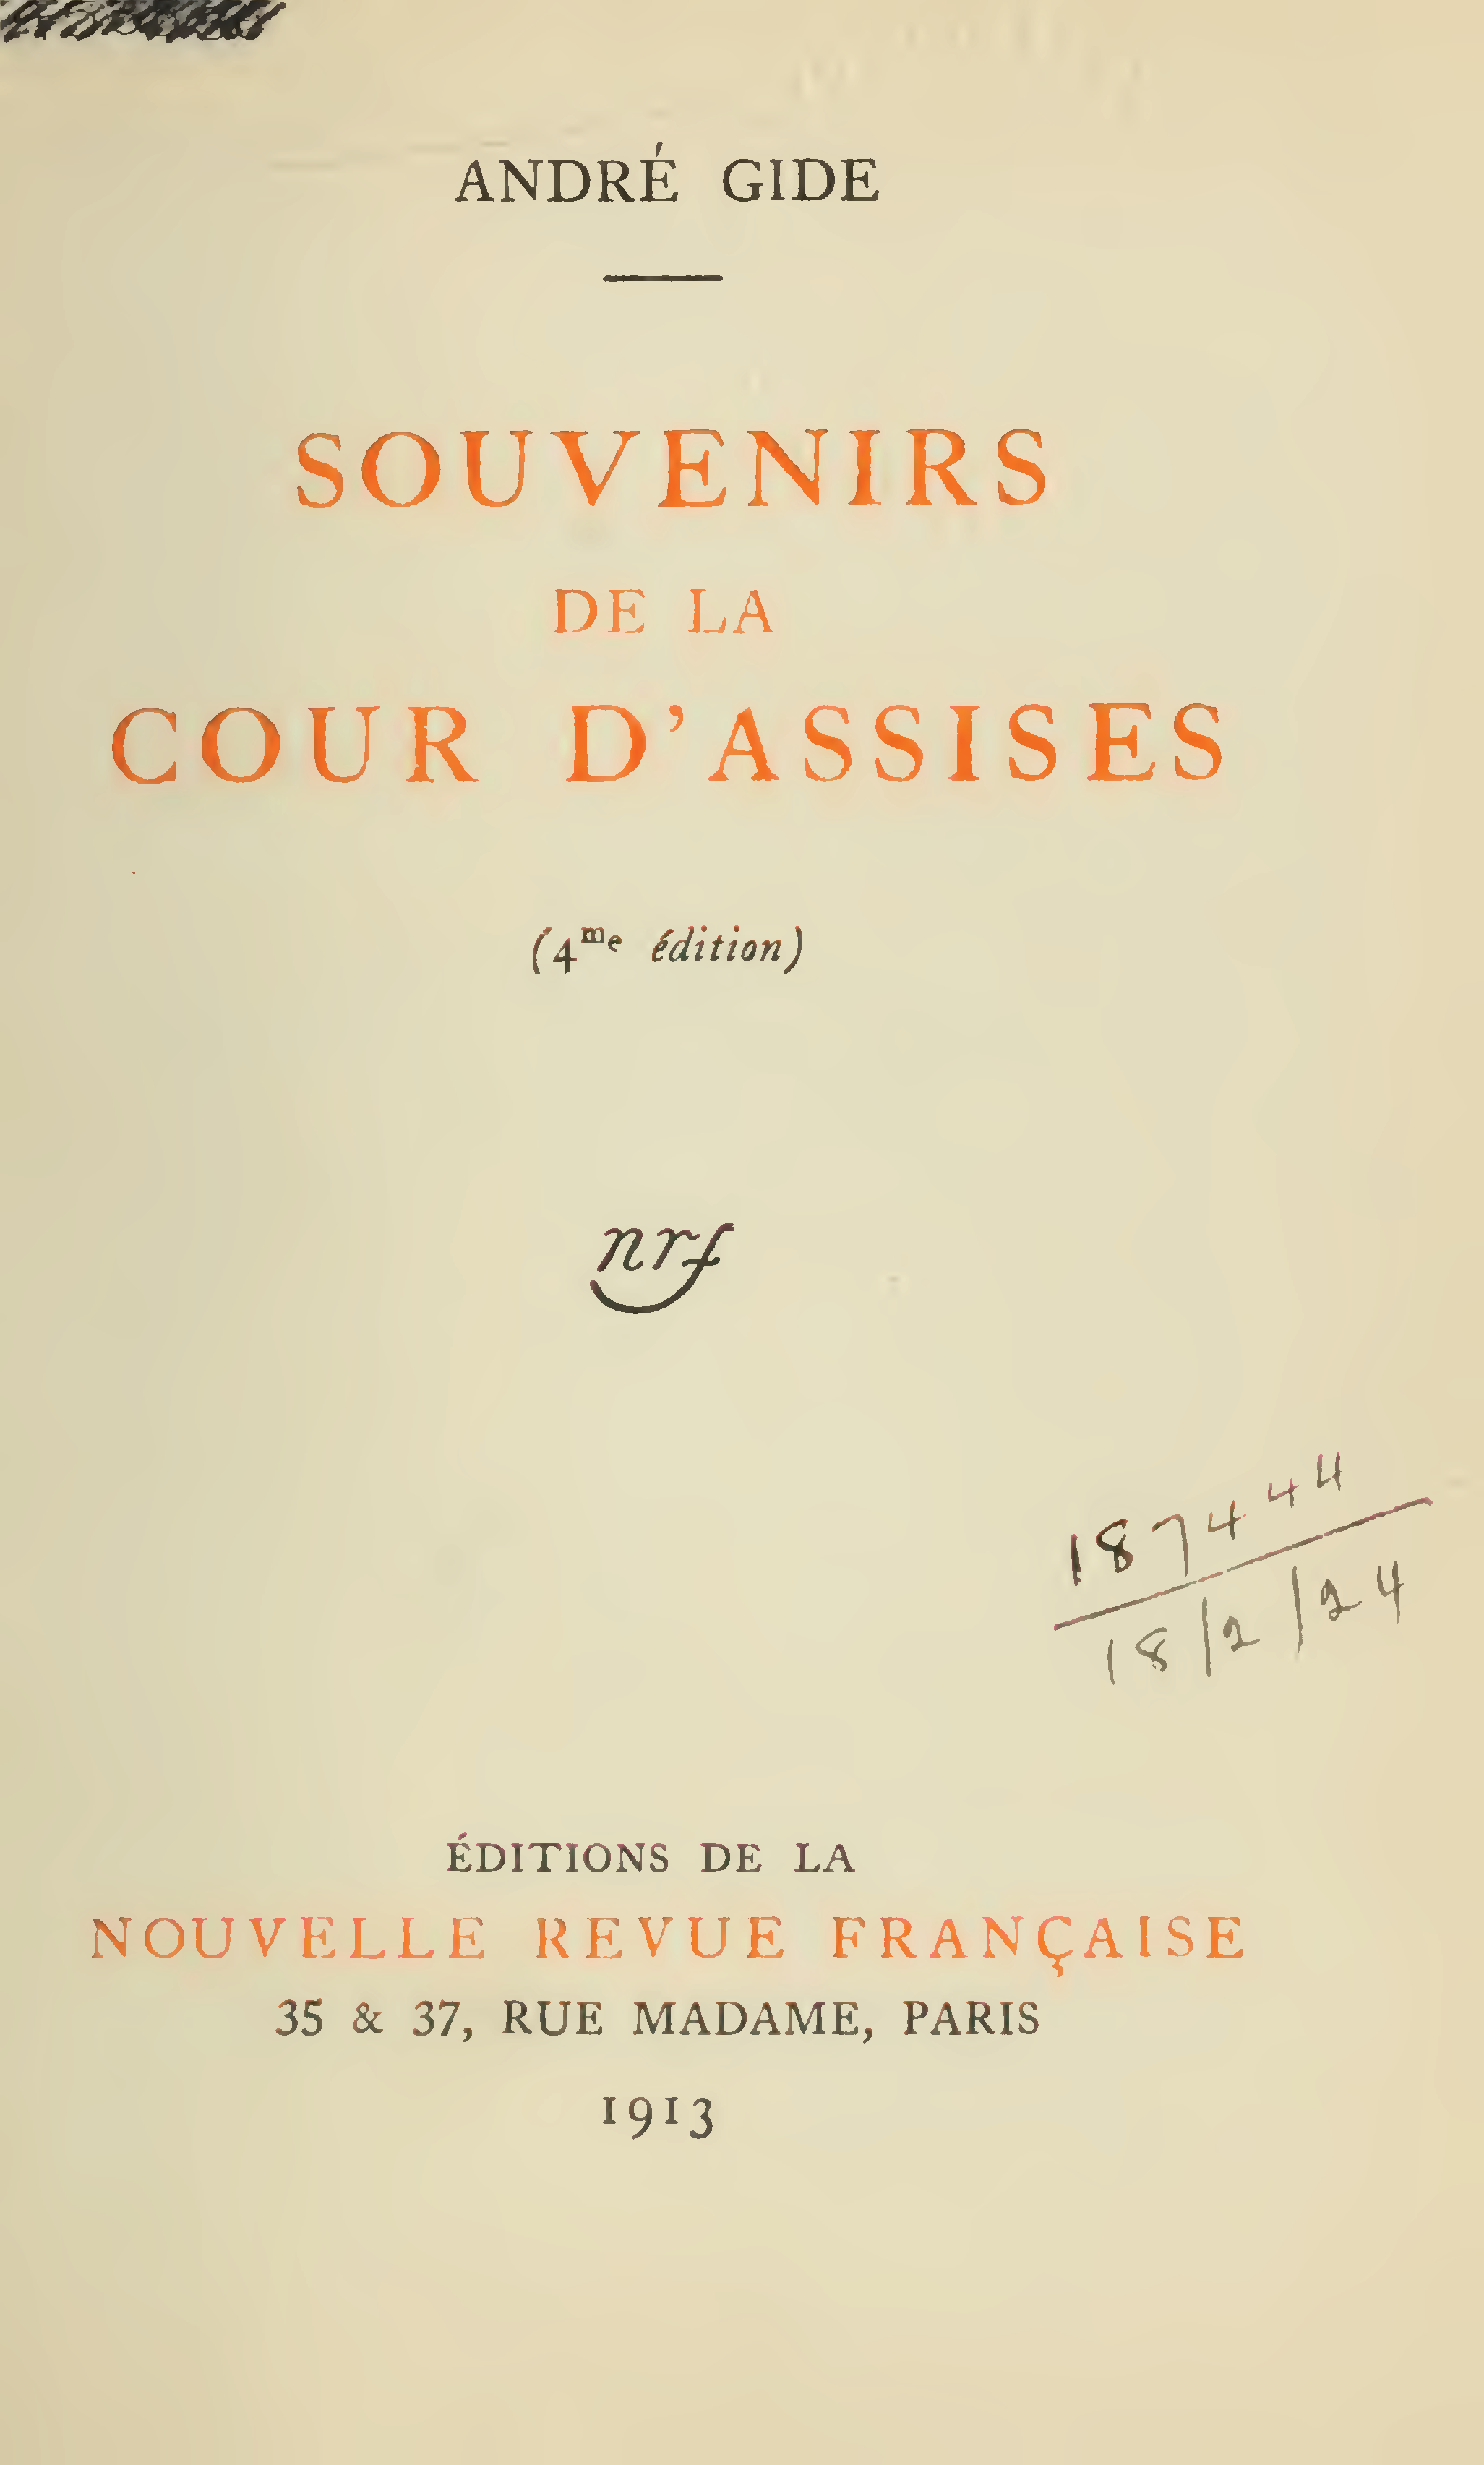 ANDRÉ GIDE
SOUVENIRS
DE LA
COUR D'ASSISES
(4me édition)
nrf
187444
18/2/24
ÉDITIONS DE LA
NOUVELLE REVUE FRANÇAISE
35 & 37, RUE MADAME, PARIS
1913